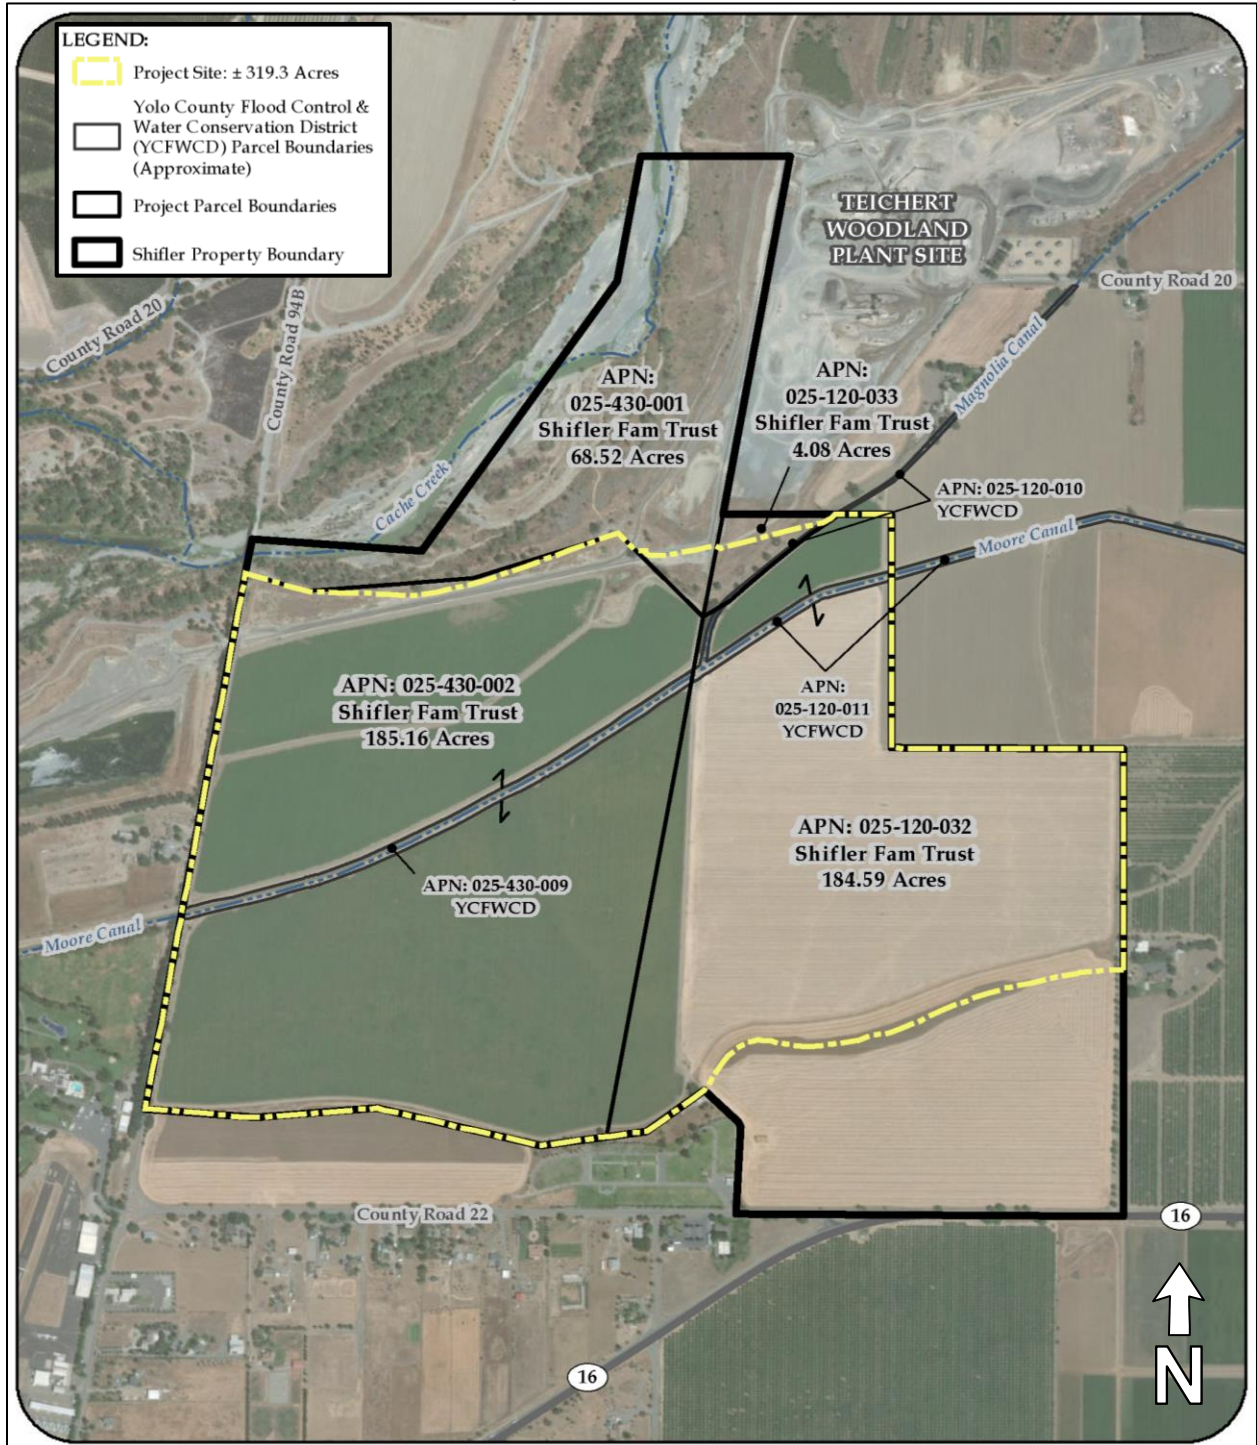 LEGEND:
Project Site: ± 319.3 Acres
Yolo County Flood Control &
Water Conservation District
(YCFWCD) Parcel Boundaries
(Approximate)
Project Parcel Boundaries
Shifler Property Boundary
TEICHERT
WOODLAND
PLANT SITE
County Road 20
County Road 20
County Road 94B
Magnolia Canal
APN:
025-430-001
Shifler Fam Trust
68.52 Acres
APN:
025-120-033
Shifler Fam Trust
4.08 Acres
Cache Creek
APN: 025-120-010
YCFWCD
Moore Canal
APN: 025-430-002
Shifler Fam Trust
185.16 Acres
APN:
025-120-011
YCFWCD
APN: 025-120-032
Shifler Fam Trust
184.59 Acres
APN: 025-430-009
YCFWCD
Moore Canal
County Road 22
16
16
N